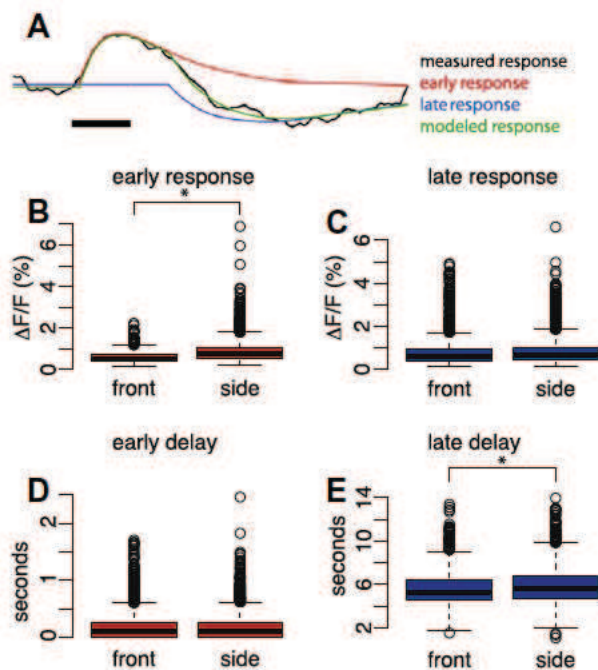 A
measured response
early response
late response
modeled response
early response
late response
B
*
ΔF/F (%)
6
4
2
0
front
side
C
ΔF/F (%)
6
4
2
0
front
side
early delay
late delay
D
seconds
2
1
0
front
side
E
*
seconds
14
10
6
2
front
side